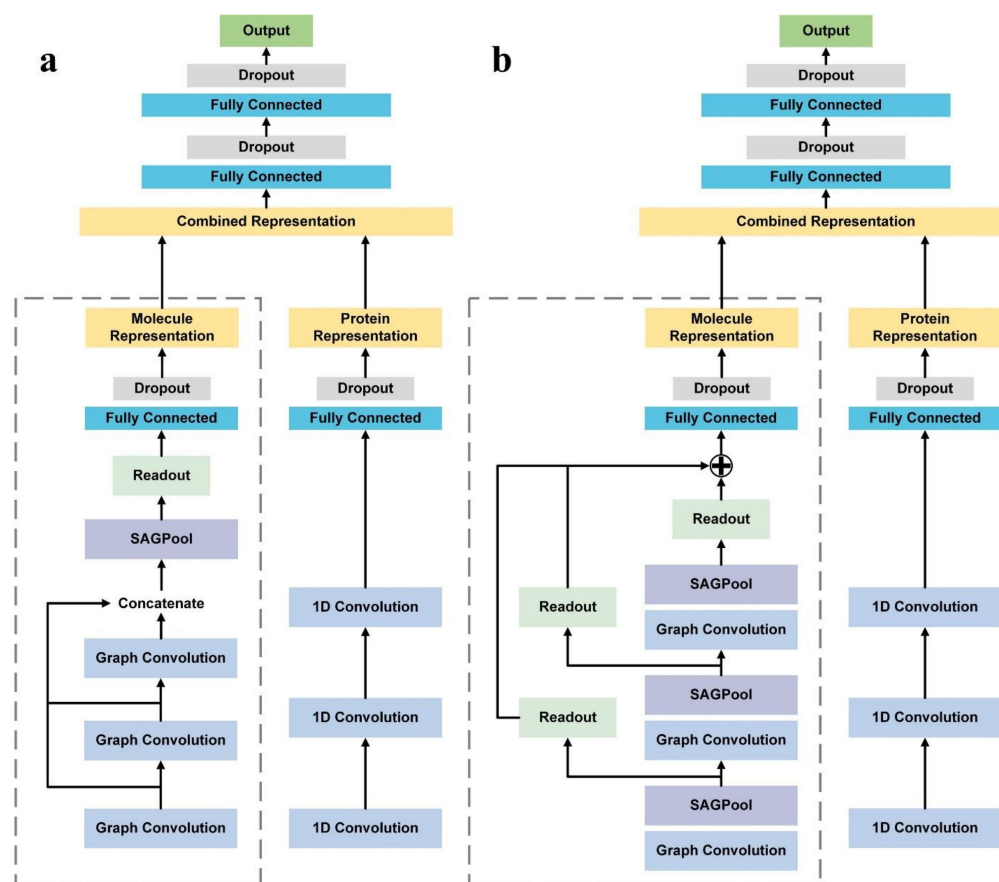 a
Output
Dropout
Fully Connected
Dropout
Fully Connected
Combined Representation
Molecule
Representation
Dropout
Fully Connected
Readout
SAGPool
Concatenate
Graph Convolution
Graph Convolution
Graph Convolution
Protein
Representation
Dropout
Fully Connected
1D Convolution
1D Convolution
1D Convolution
b
Output
Dropout
Fully Connected
Dropout
Fully Connected
Combined Representation
Molecule
Representation
Dropout
Fully Connected
Readout
SAGPool
Graph Convolution
Readout
SAGPool
Graph Convolution
Readout
SAGPool
Graph Convolution
Protein
Representation
Dropout
Fully Connected
1D Convolution
1D Convolution
1D Convolution